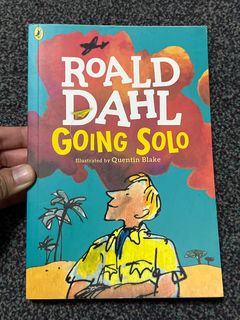 ROALD
DAHL
GOING SOLO
Illustrated by Quentin Blake